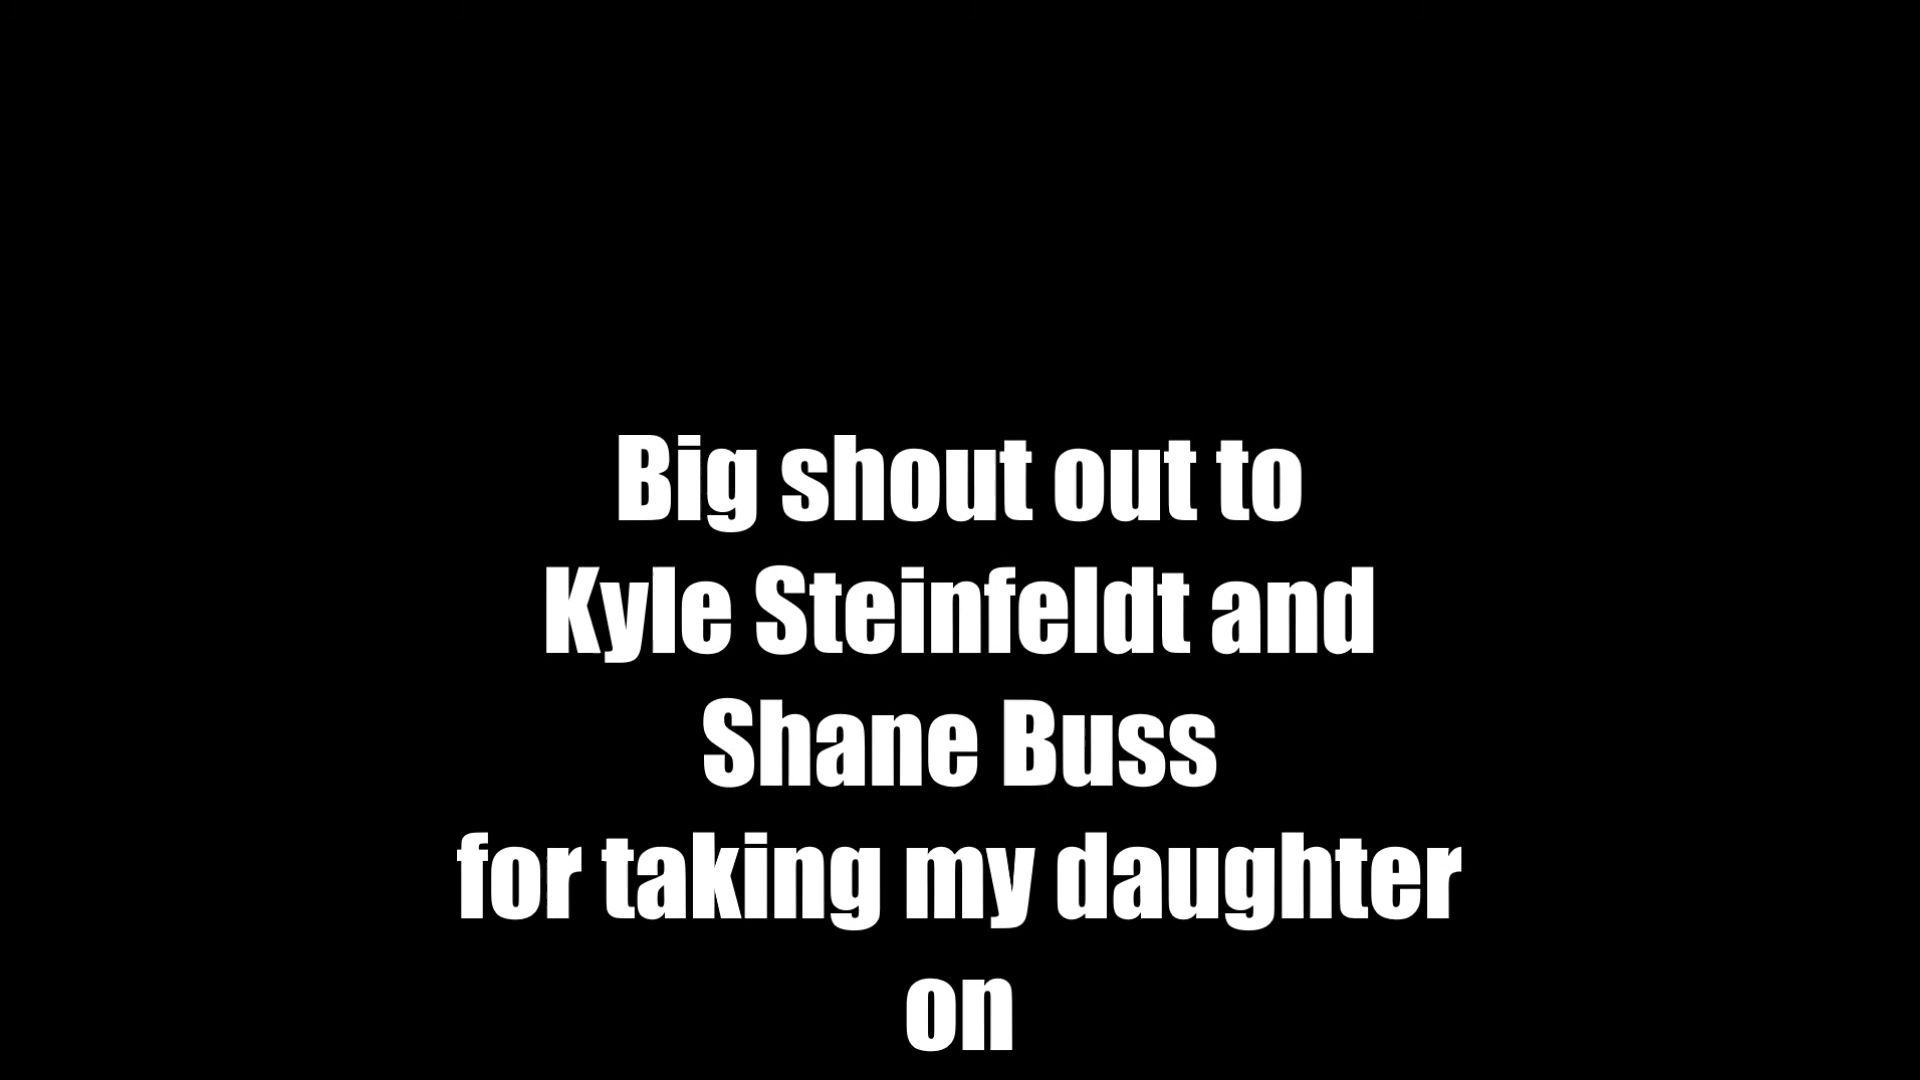 Big shout out to
Kyle Steinfeldt and
Shane Buss
for taking my daughter
on